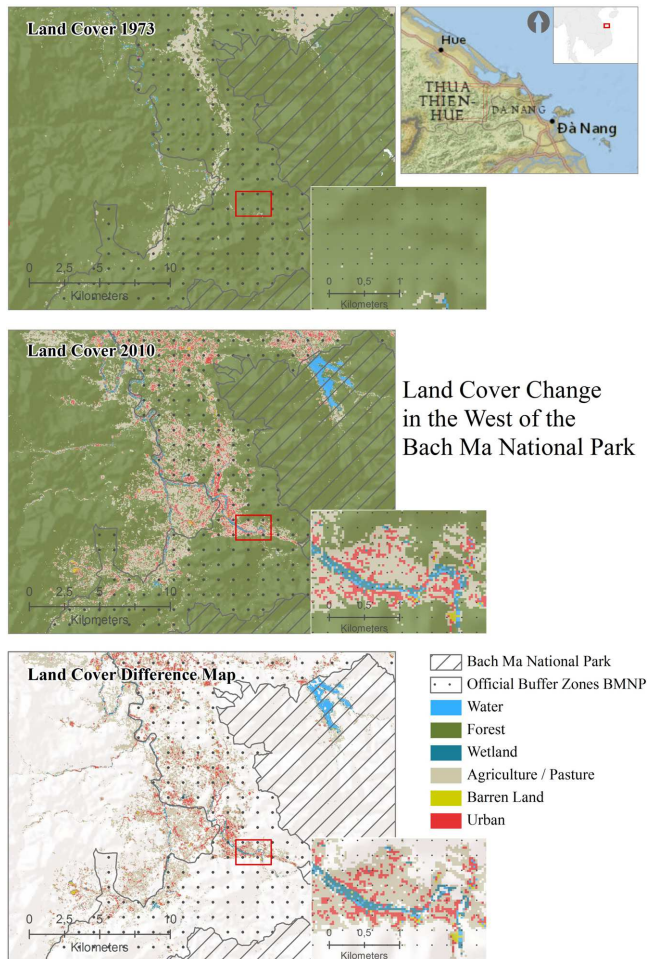 Land Cover 1973
0 2,5 5 10
Kilometers
0 0,5 1
Kilometers
Hue
THUA
THIEN-
HUE
DA NANG
Đà Nang
Land Cover 2010
0 2,5 5 10
Kilometers
0 0,5 1
Kilometers
Land Cover Change
in the West of the
Bach Ma National Park
Land Cover Difference Map
0 2,5 5 10
Kilometers
0 0,5 1
Kilometers
Bach Ma National Park
Official Buffer Zones BMNP
Water
Forest
Wetland
Agriculture / Pasture
Barren Land
Urban